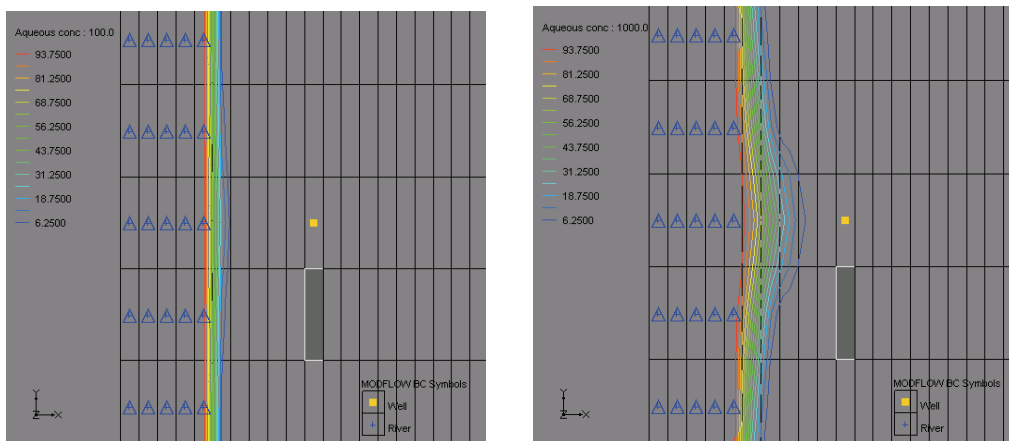 Aqueous conc : 100.0
93.7500
81.2500
68.7500
56.2500
43.7500
31.2500
18.7500
6.2500
Y
Z X
MODFLOW BC Symbols
Well
River
Aqueous conc : 1000.0
93.7500
81.2500
68.7500
56.2500
43.7500
31.2500
18.7500
6.2500
Y
Z X
MODFLOW BC Symbols
Well
River